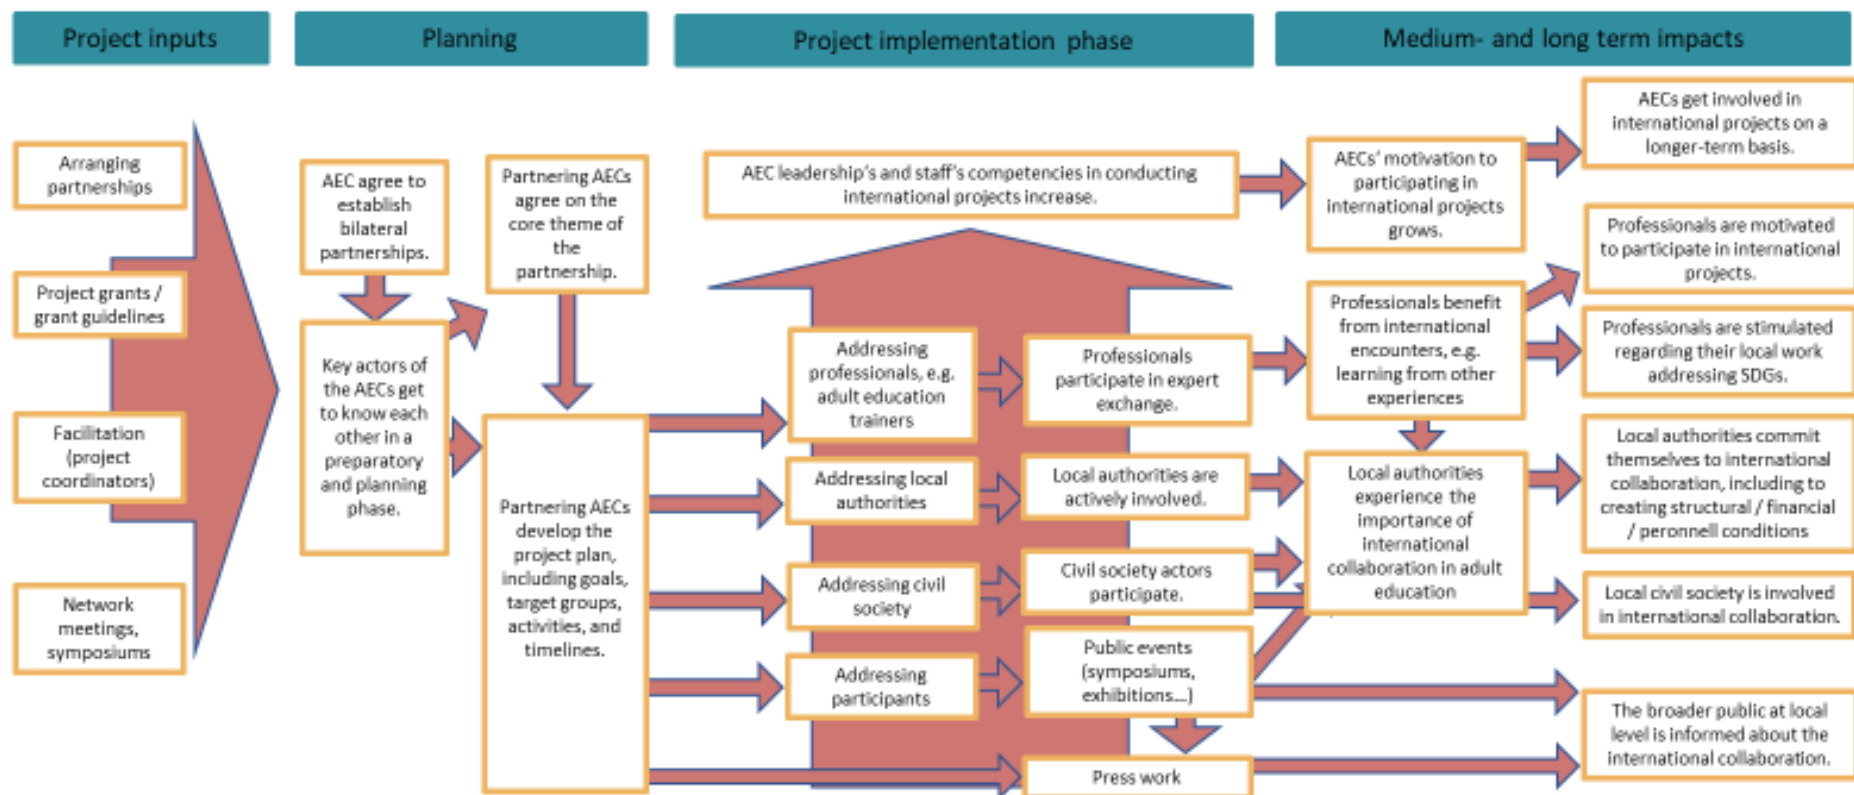 Project inputs
Planning
Project implementation phase
Medium- and long term impacts
Arranging
partnerships
Project grants /
grant guidelines
Facilitation
(project
coordinators)
Network
meetings,
symposiums
AEC agree to
establish
bilateral
partnerships.
Key actors of
the AECs get
to know each
other in a
preparatory
and planning
phase.
Partnering AECs
agree on the
core theme of
the
partnership.
Partnering AECs
develop the
project plan,
including goals,
target groups,
activities, and
timelines.
AEC leadership's and staff's competencies in conducting
international projects increase.
Addressing
professionals, e.g.
adult education
trainers
Addressing local
authorities
Addressing civil
society
Addressing
participants
Professionals
participate in expert
exchange.
Local authorities are
actively involved.
Civil society actors
participate.
Public events
(symposiums,
exhibitions...)
Press work
AECs' motivation to
participating in
international projects
grows.
Professionals benefit
from international
encounters, e.g.
learning from other
experiences
Local authorities
experience the
importance of
international
collaboration in adult
education
AECs get involved in
international projects on a
longer-term basis.
Professionals are motivated
to participate in international
projects.
Professionals are stimulated
regarding their local work
addressing SDGs.
Local authorities commit
themselves to international
collaboration, including to
creating structural / financial
/ peronnell conditions
Local civil society is involved
in international collaboration.
The broader public at local
level is informed about the
international collaboration.